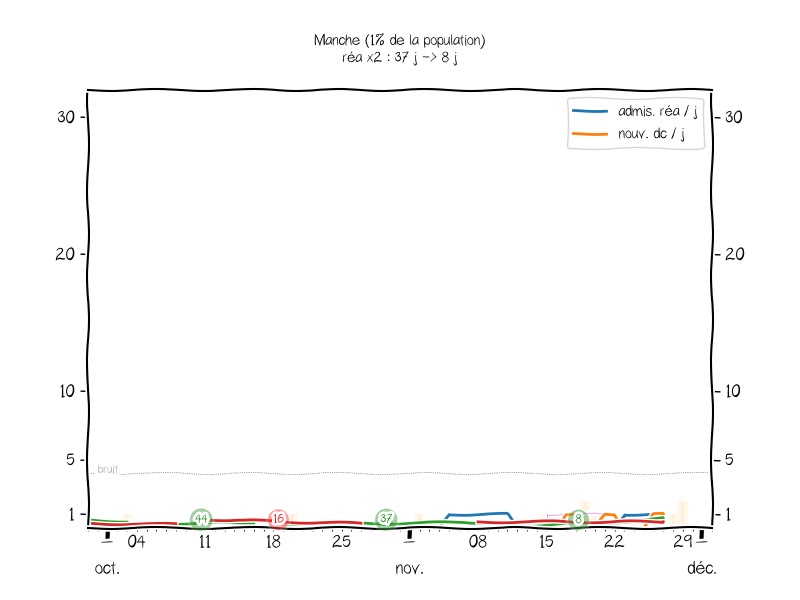 Manche (1% de la population)
réa x2 : 37 j -> 8 j
admis. réa / j
nouv. dc / j
30 30
20 20
10 10
5 5
bruit
1 1
44 16 37 8
04 11 18 25 08 15 22 29
oct. nov. déc.